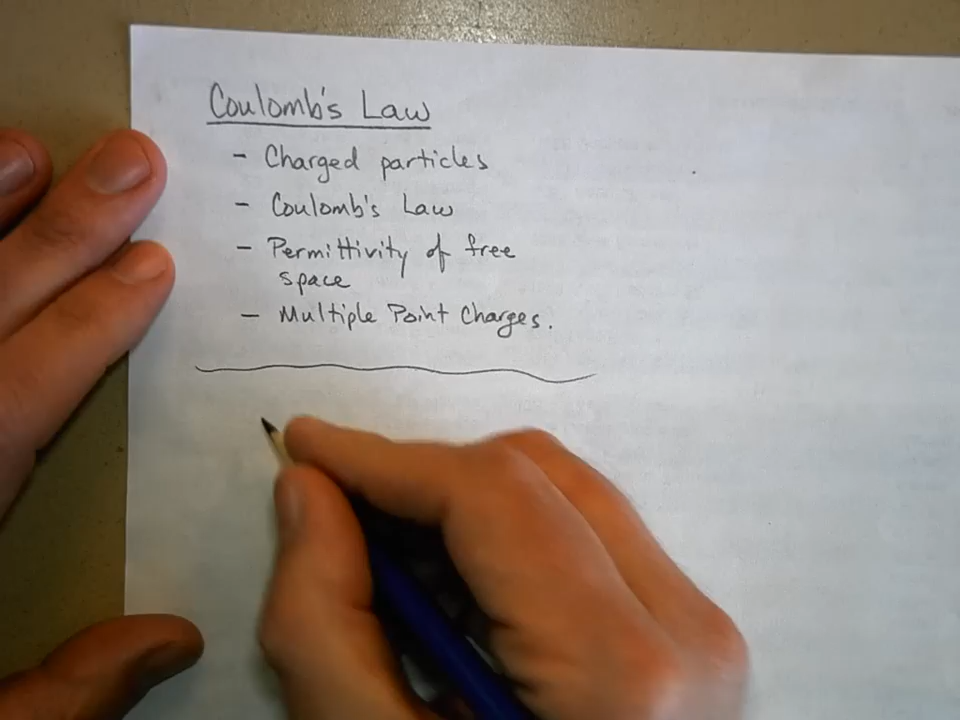 Coulomb's Law
- Charged particles
- Coulomb's Law
- Permittivity of free
space
- Multiple Point Charges.